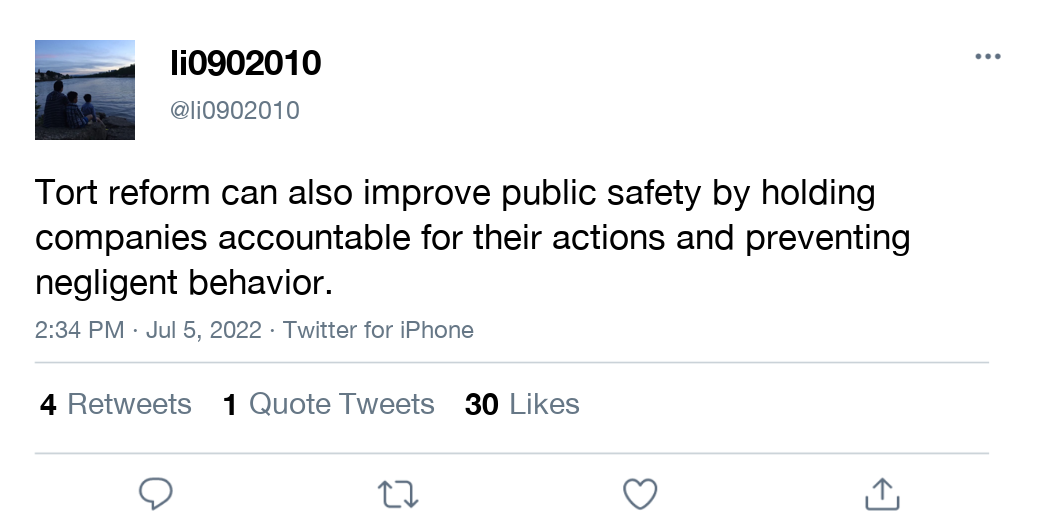 li0902010
@li0902010
Tort reform can also improve public safety by holding
companies accountable for their actions and preventing
negligent behavior.
2:34 PM · Jul 5, 2022 · Twitter for iPhone
4 Retweets 1 Quote Tweets 30 Likes